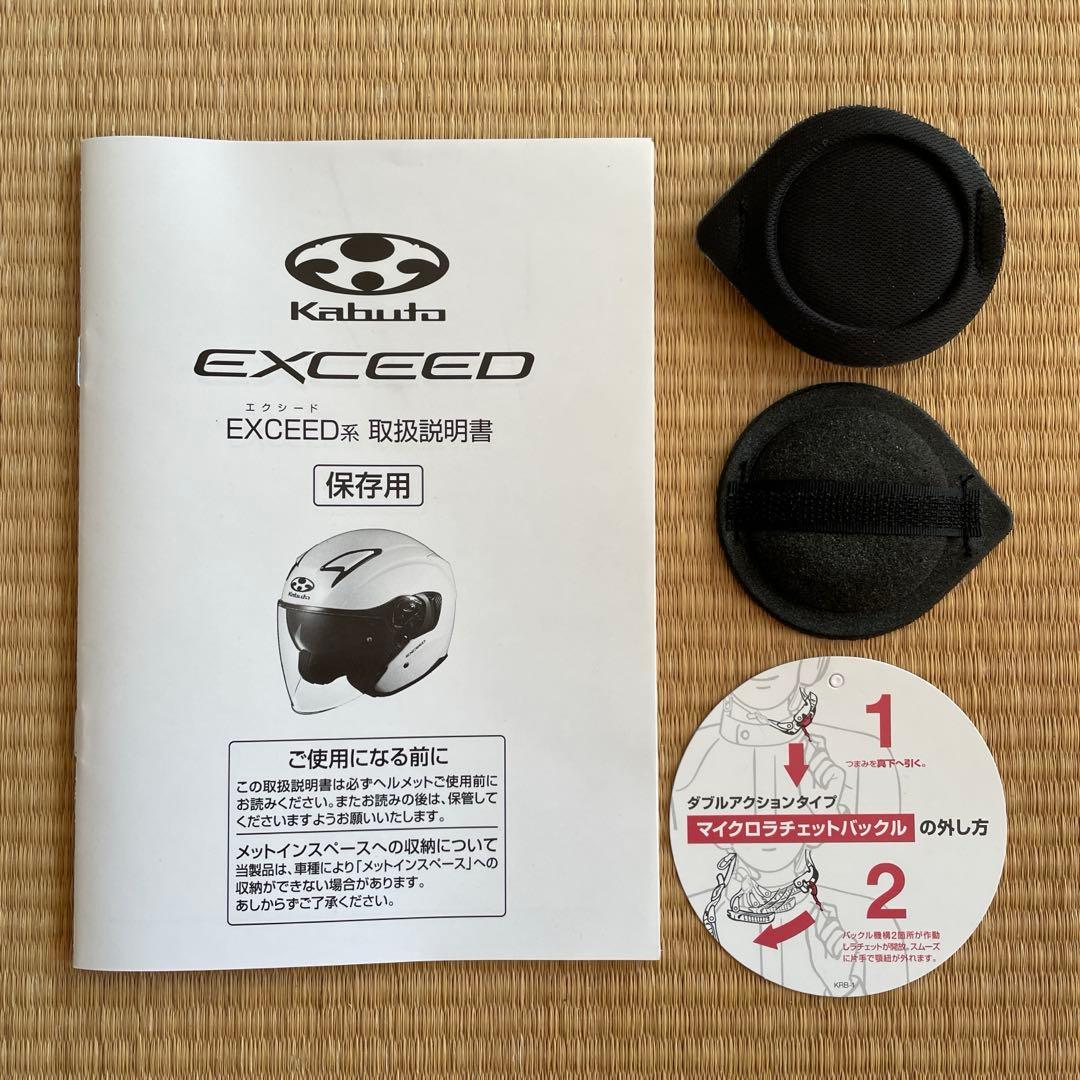 Kabuto
EXCEED
エクシード
EXCEED系 取扱説明書
保存用
Kabuto
EXCEED
ご使用になる前に
この取扱説明書は必ずヘルメットご使用前に
お読みください。またお読みの後は、保管して
くださいますようお願いいたします。
メットインスペースへの収納について
当製品は、車種により「メットインスペース」への
収納ができない場合があります。
あしからずご了承ください。
1
つまみを真下へ引く。
ダブルアクションタイプ
マイクロラチェットバックル の外し方
2
バックル機構2箇所が作動
しラチェットが開放。スムーズ
に片手で顎紐が外れます。
KRB-1